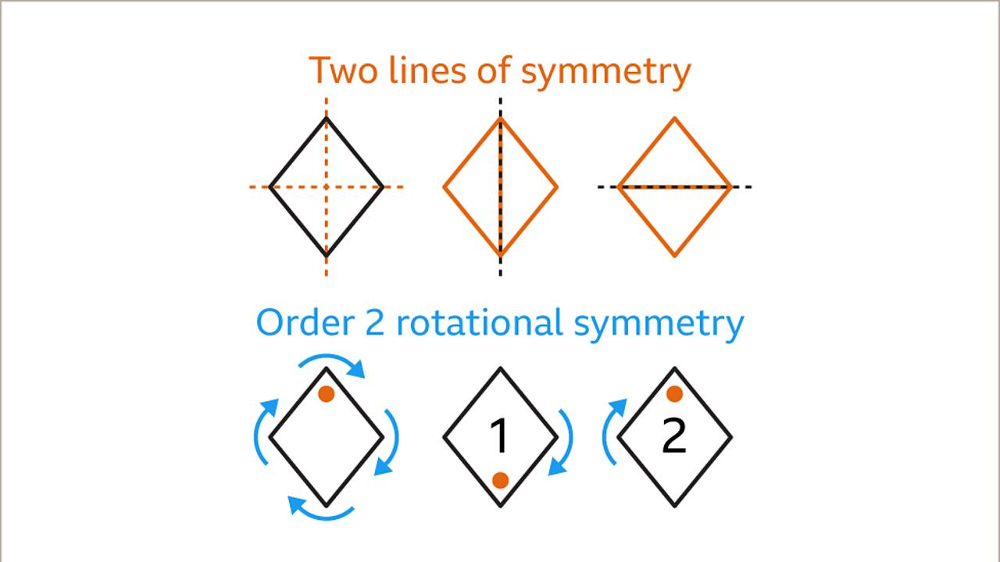 Two lines of symmetry
Order 2 rotational symmetry
1
2